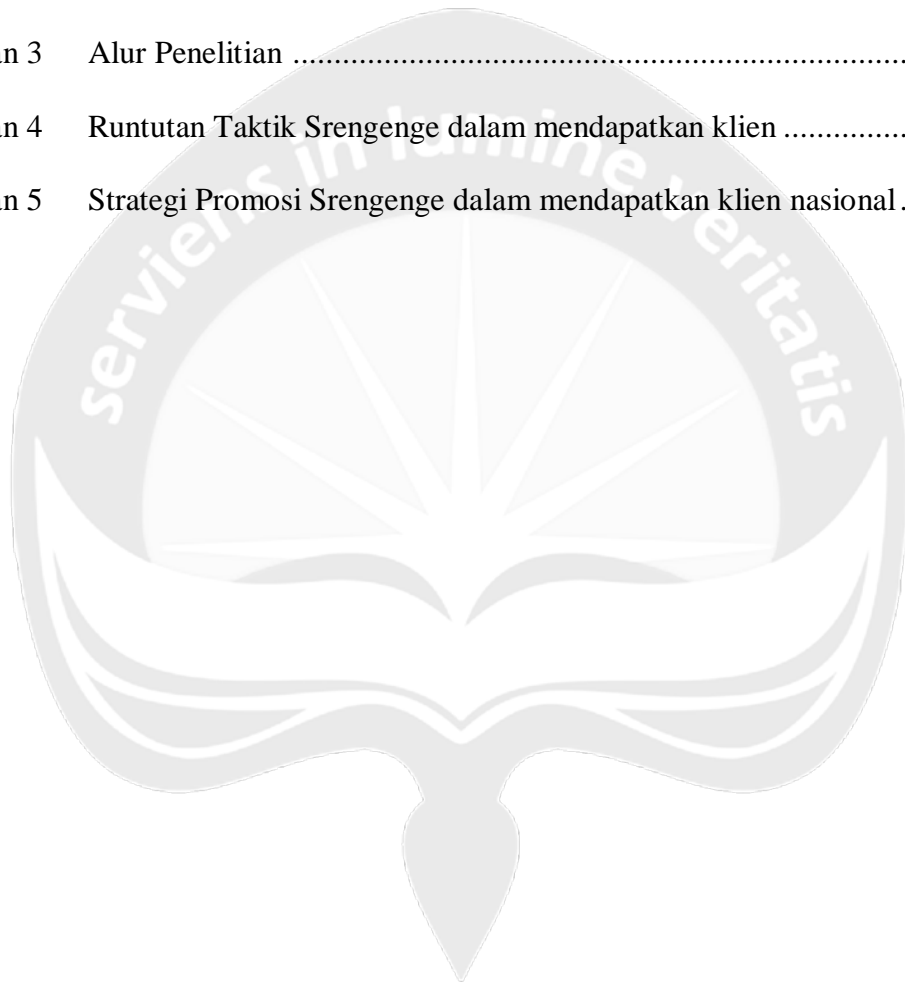 an 3 Alur Penelitian ..........................................................................
an 4 Runtutan Taktik Srengenge dalam mendapatkan klien ...............
an 5 Strategi Promosi Srengenge dalam mendapatkan klien nasional .
serviens in lumine veritatis